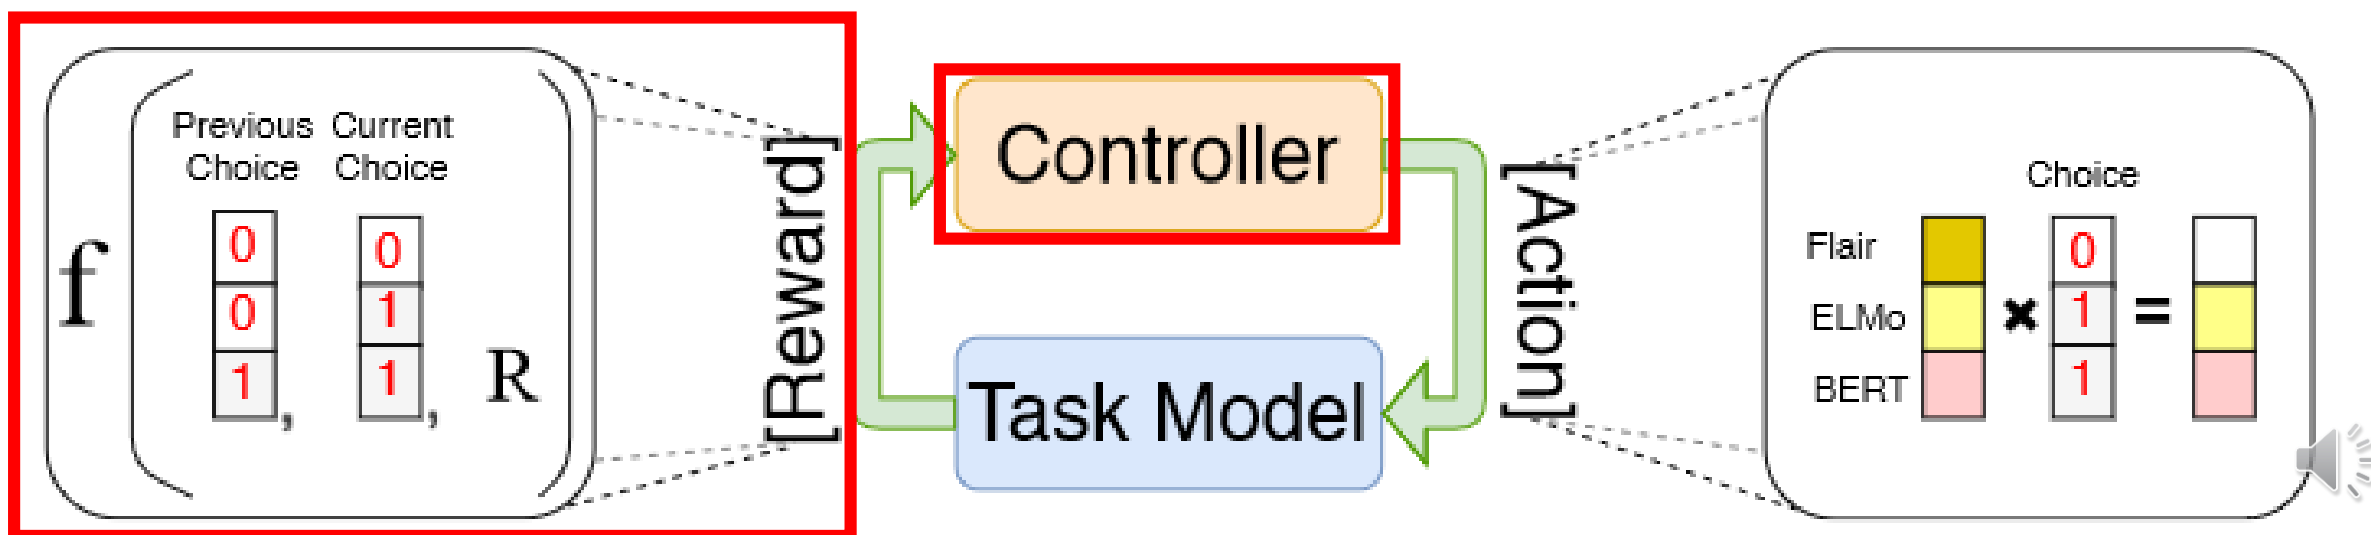 Previous Current
Choice Choice
f
0 0
0 1
1 , 1 , R
[Reward]
Controller
Task Model
[Action]
Choice
Flair 0
ELMo × 1 =
BERT 1